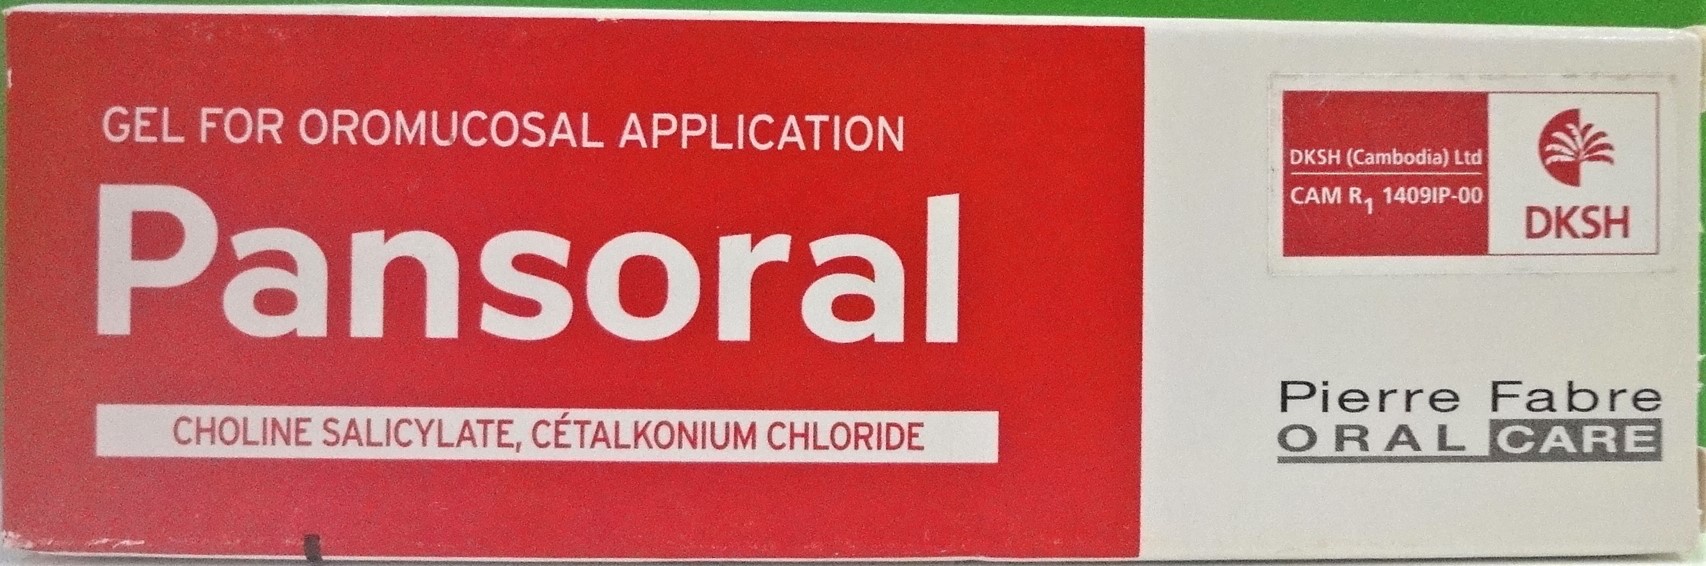 GEL FOR OROMUCOSAL APPLICATION
Pansoral
CHOLINE SALICYLATE, CÉTALKONIUM CHLORIDE
DKSH (Cambodia) Ltd
CAM R1 1409IP-00
DKSH
Pierre Fabre
ORAL CARE